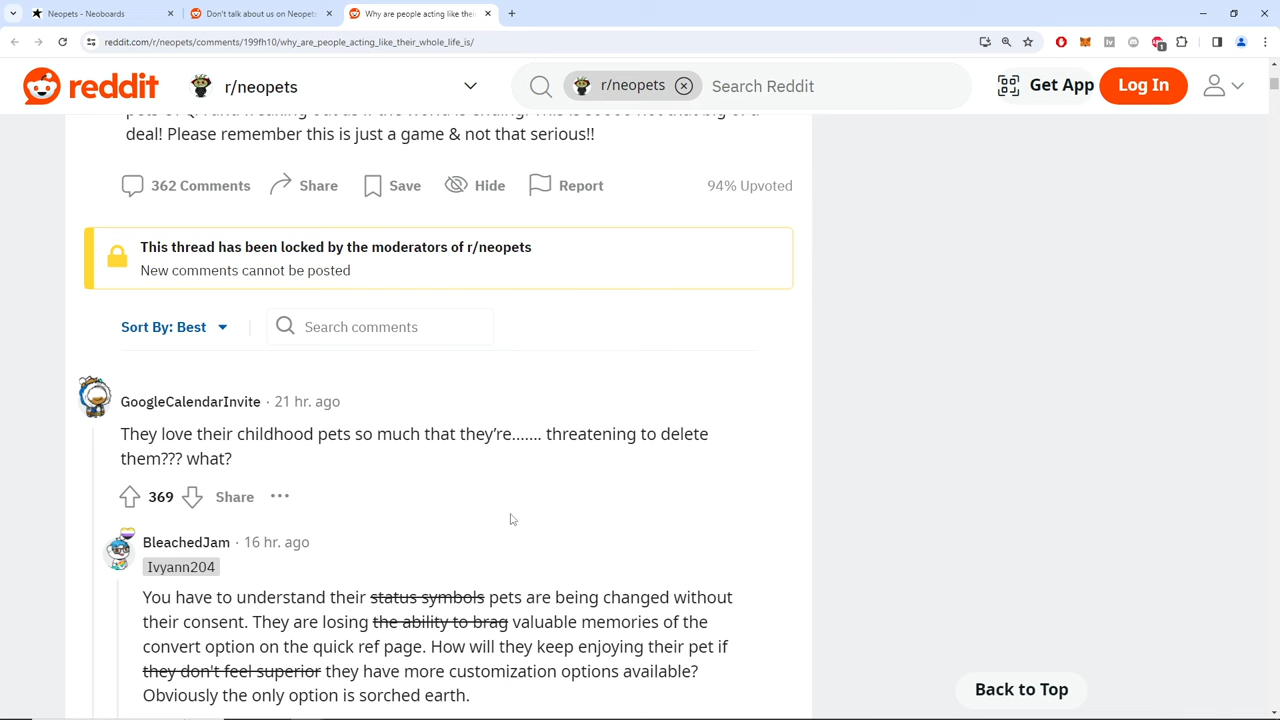 Neopets - Neoboards
Don't talk about us on Neopets
Why are people acting like their
reddit.com/r/neopets/comments/199fh10/why_are_people_acting_like_their_whole_life_is/
reddit
r/neopets
r/neopets
Search Reddit
Get App
Log In
deal! Please remember this is just a game & not that serious!!
362 Comments
Share
Save
Hide
Report
94% Upvoted
This thread has been locked by the moderators of r/neopets
New comments cannot be posted
Sort By: Best
Search comments
GoogleCalendarInvite · 21 hr. ago
They love their childhood pets so much that they’re……. threatening to delete
them??? what?
369
Share
BleachedJam · 16 hr. ago
Ivyann204
You have to understand their status symbols pets are being changed without
their consent. They are losing the ability to brag valuable memories of the
convert option on the quick ref page. How will they keep enjoying their pet if
they don't feel superior they have more customization options available?
Obviously the only option is sorched earth.
Back to Top